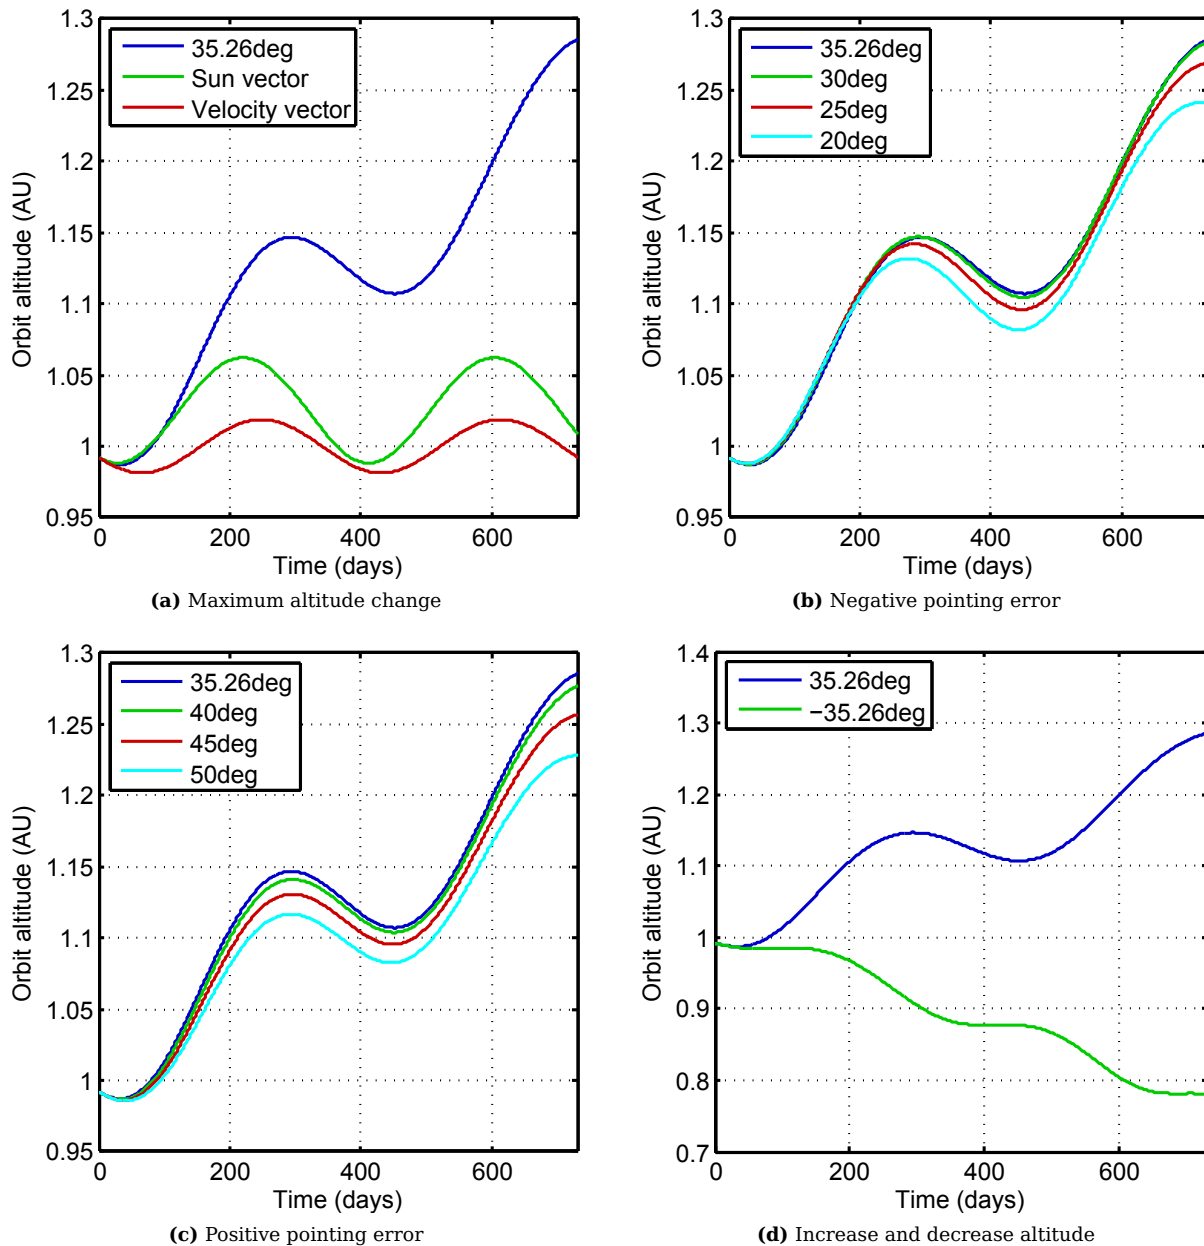 1.3
1.25
1.2
1.15
1.1
1.05
1
0.95
Orbit altitude (AU)
35.26deg
Sun vector
Velocity vector
0 200 400 600
Time (days)
(a) Maximum altitude change
1.3
1.25
1.2
1.15
1.1
1.05
1
0.95
Orbit altitude (AU)
35.26deg
30deg
25deg
20deg
0 200 400 600
Time (days)
(b) Negative pointing error
1.3
1.25
1.2
1.15
1.1
1.05
1
0.95
Orbit altitude (AU)
35.26deg
40deg
45deg
50deg
0 200 400 600
Time (days)
(c) Positive pointing error
1.4
1.3
1.2
1.1
1
0.9
0.8
0.7
Orbit altitude (AU)
35.26deg
−35.26deg
0 200 400 600
Time (days)
(d) Increase and decrease altitude